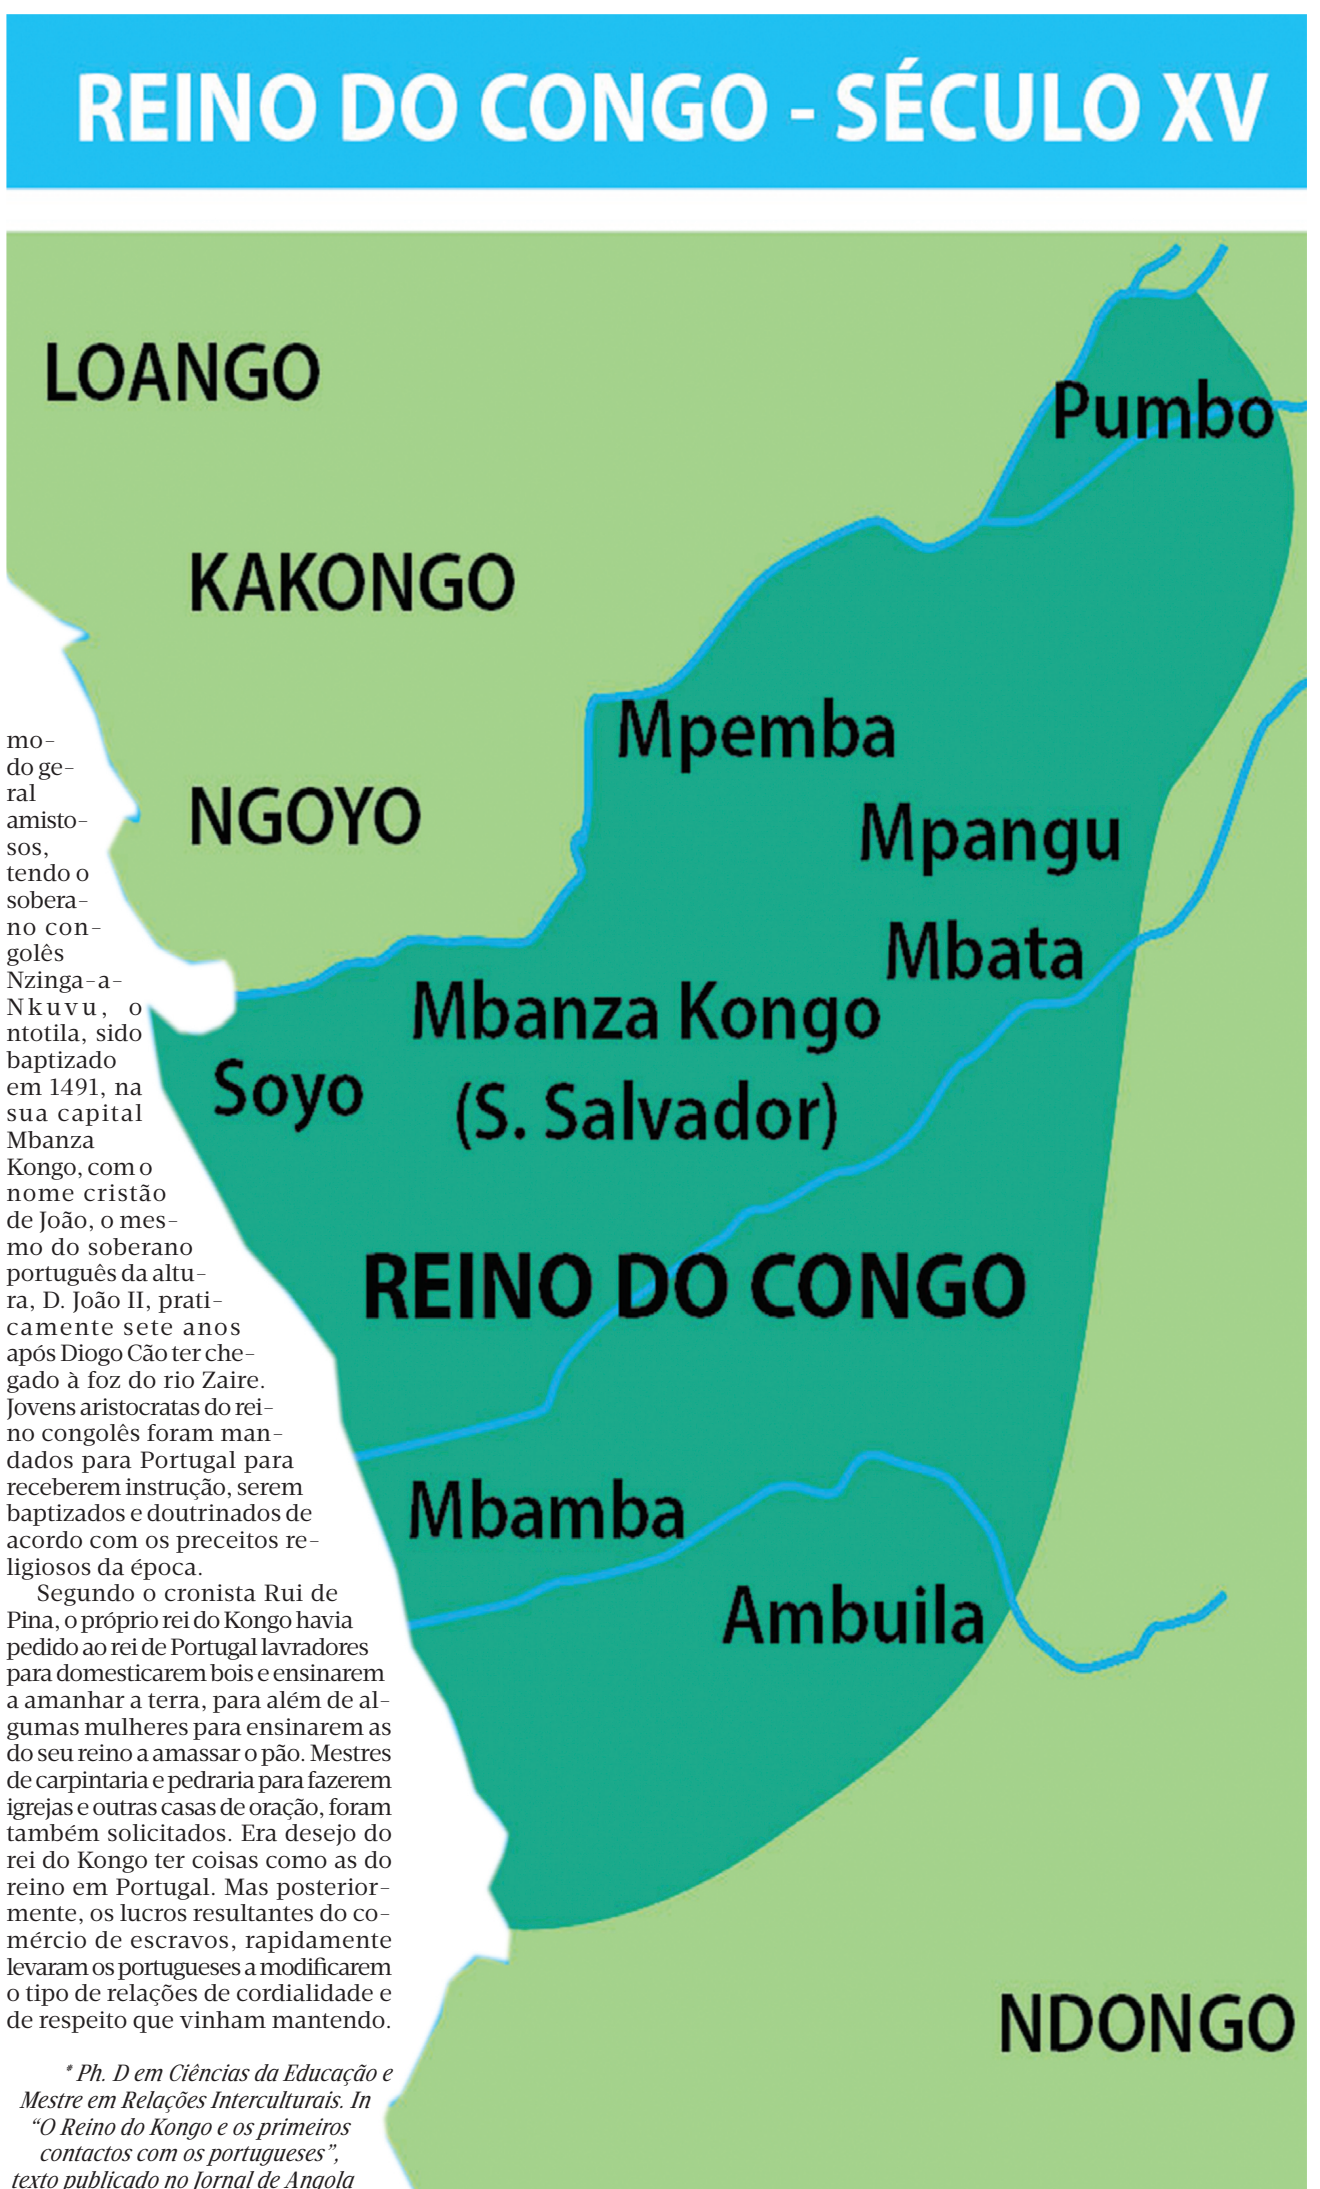 REINO DO CONGO - SÉCULO XV
LOANGO
Pumbo
KAKONGO
Mpemba
NGOYO
Mpangu
Mbata
Mbanza Kongo
(S. Salvador)
Soyo
REINO DO CONGO
Mbamba
Ambuila
NDONGO
mo-
do ge-
ral
amisto-
sos,
tendo o
sobera-
no con-
golês
Nzinga-a-
Nkuvu, o
ntotila, sido
baptizado
em 1491, na
sua capital
Mbanza
Kongo, com o
nome cristão
de João, o mes-
mo do soberano
português da altu-
ra, D. João II, prati-
camente sete anos
após Diogo Cão ter che-
gado à foz do rio Zaire.
Jovens aristocratas do rei-
no congolês foram man-
dados para Portugal para
receberem instrução, serem
baptizados e doutrinados de
acordo com os preceitos re-
ligiosos da época.
Segundo o cronista Rui de
Pina, o próprio rei do Kongo havia
pedido ao rei de Portugal lavradores
para domesticarem bois e ensinarem
a amanhar a terra, para além de al-
gumas mulheres para ensinarem as
do seu reino a amassar o pão. Mestres
de carpintaria e pedraria para fazerem
igrejas e outras casas de oração, foram
também solicitados. Era desejo do
rei do Kongo ter coisas como as do
reino em Portugal. Mas posterior-
mente, os lucros resultantes do co-
mércio de escravos, rapidamente
levaram os portugueses a modificarem
o tipo de relações de cordialidade e
de respeito que vinham mantendo.
* Ph. D em Ciências da Educação e
Mestre em Relações Interculturais. In
“O Reino do Kongo e os primeiros
contactos com os portugueses”,
texto publicado no Jornal de Angola